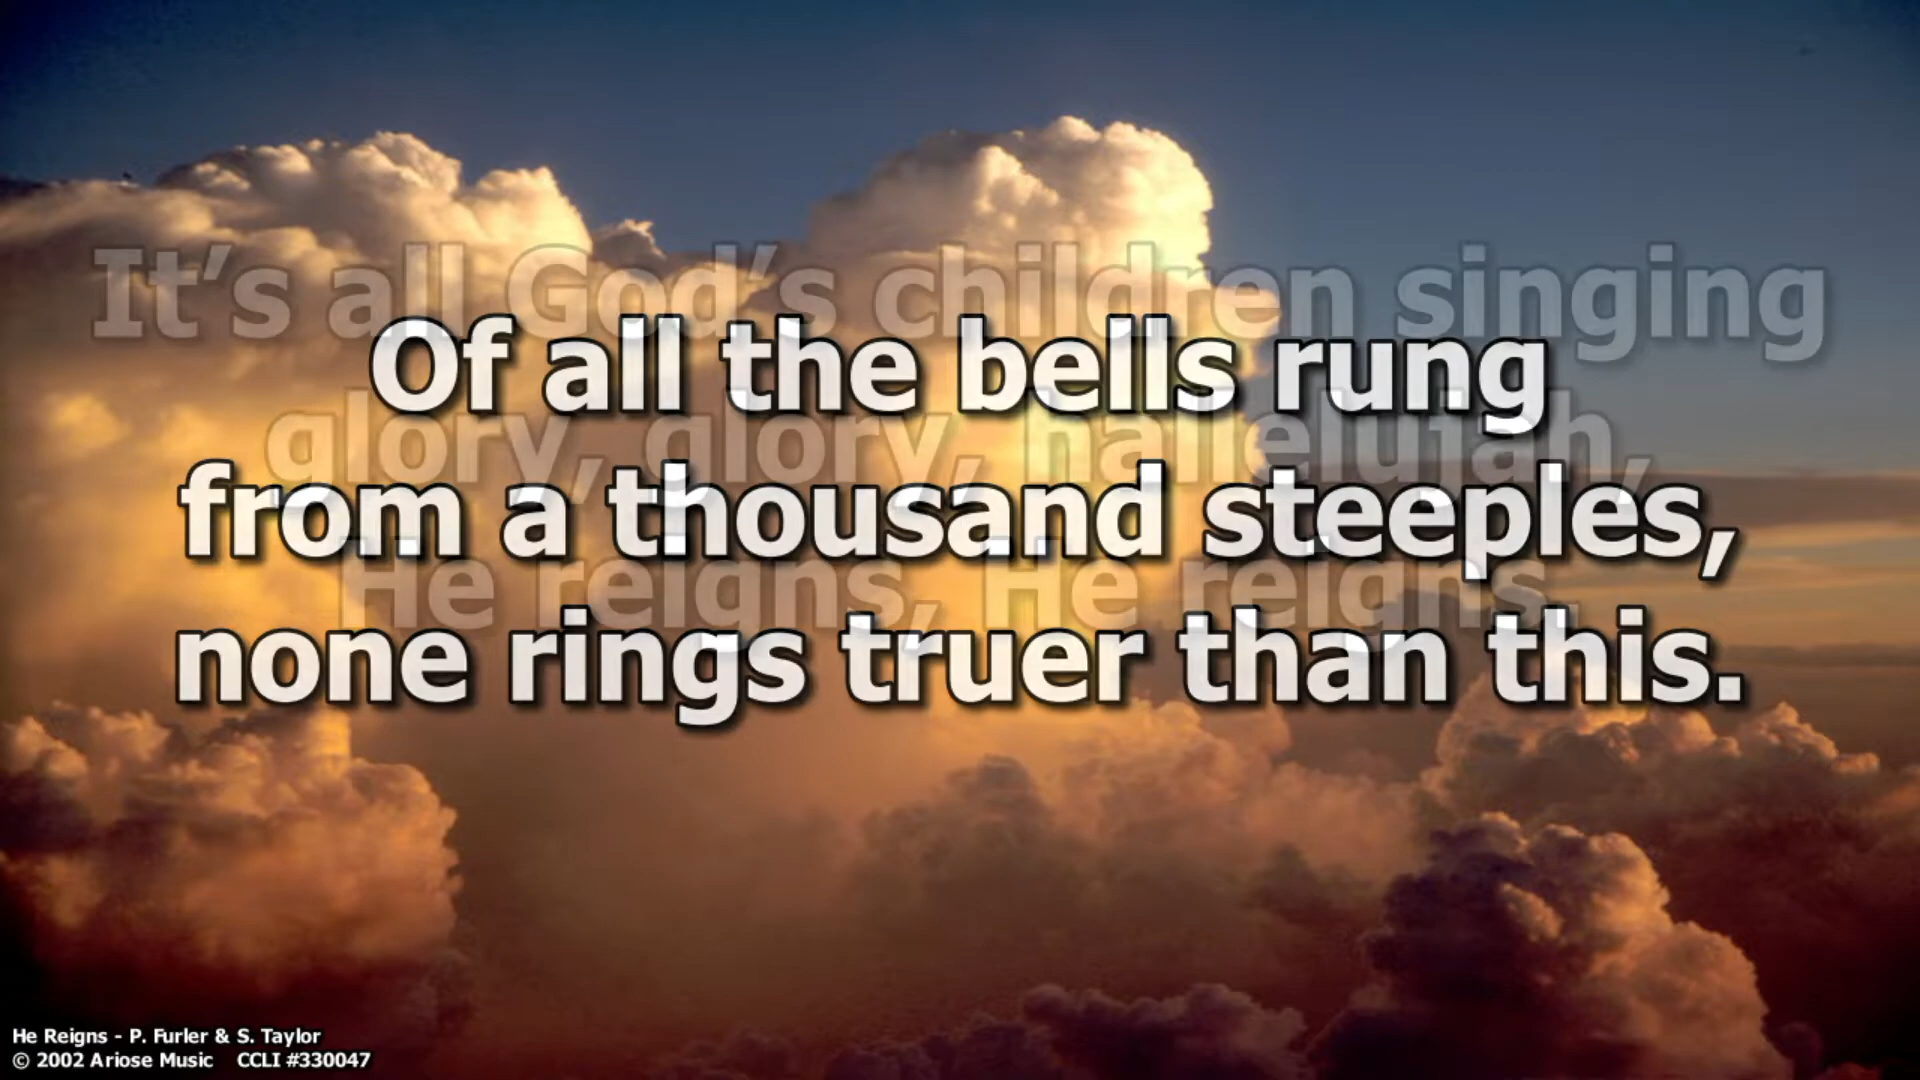 It’s all God’s children singing
Of all the bells rung
glory, glory, hallelujah,
from a thousand steeples,
He reigns, He reigns.
none rings truer than this.
He Reigns - P. Furler & S. Taylor
© 2002 Ariose Music CCLI #330047